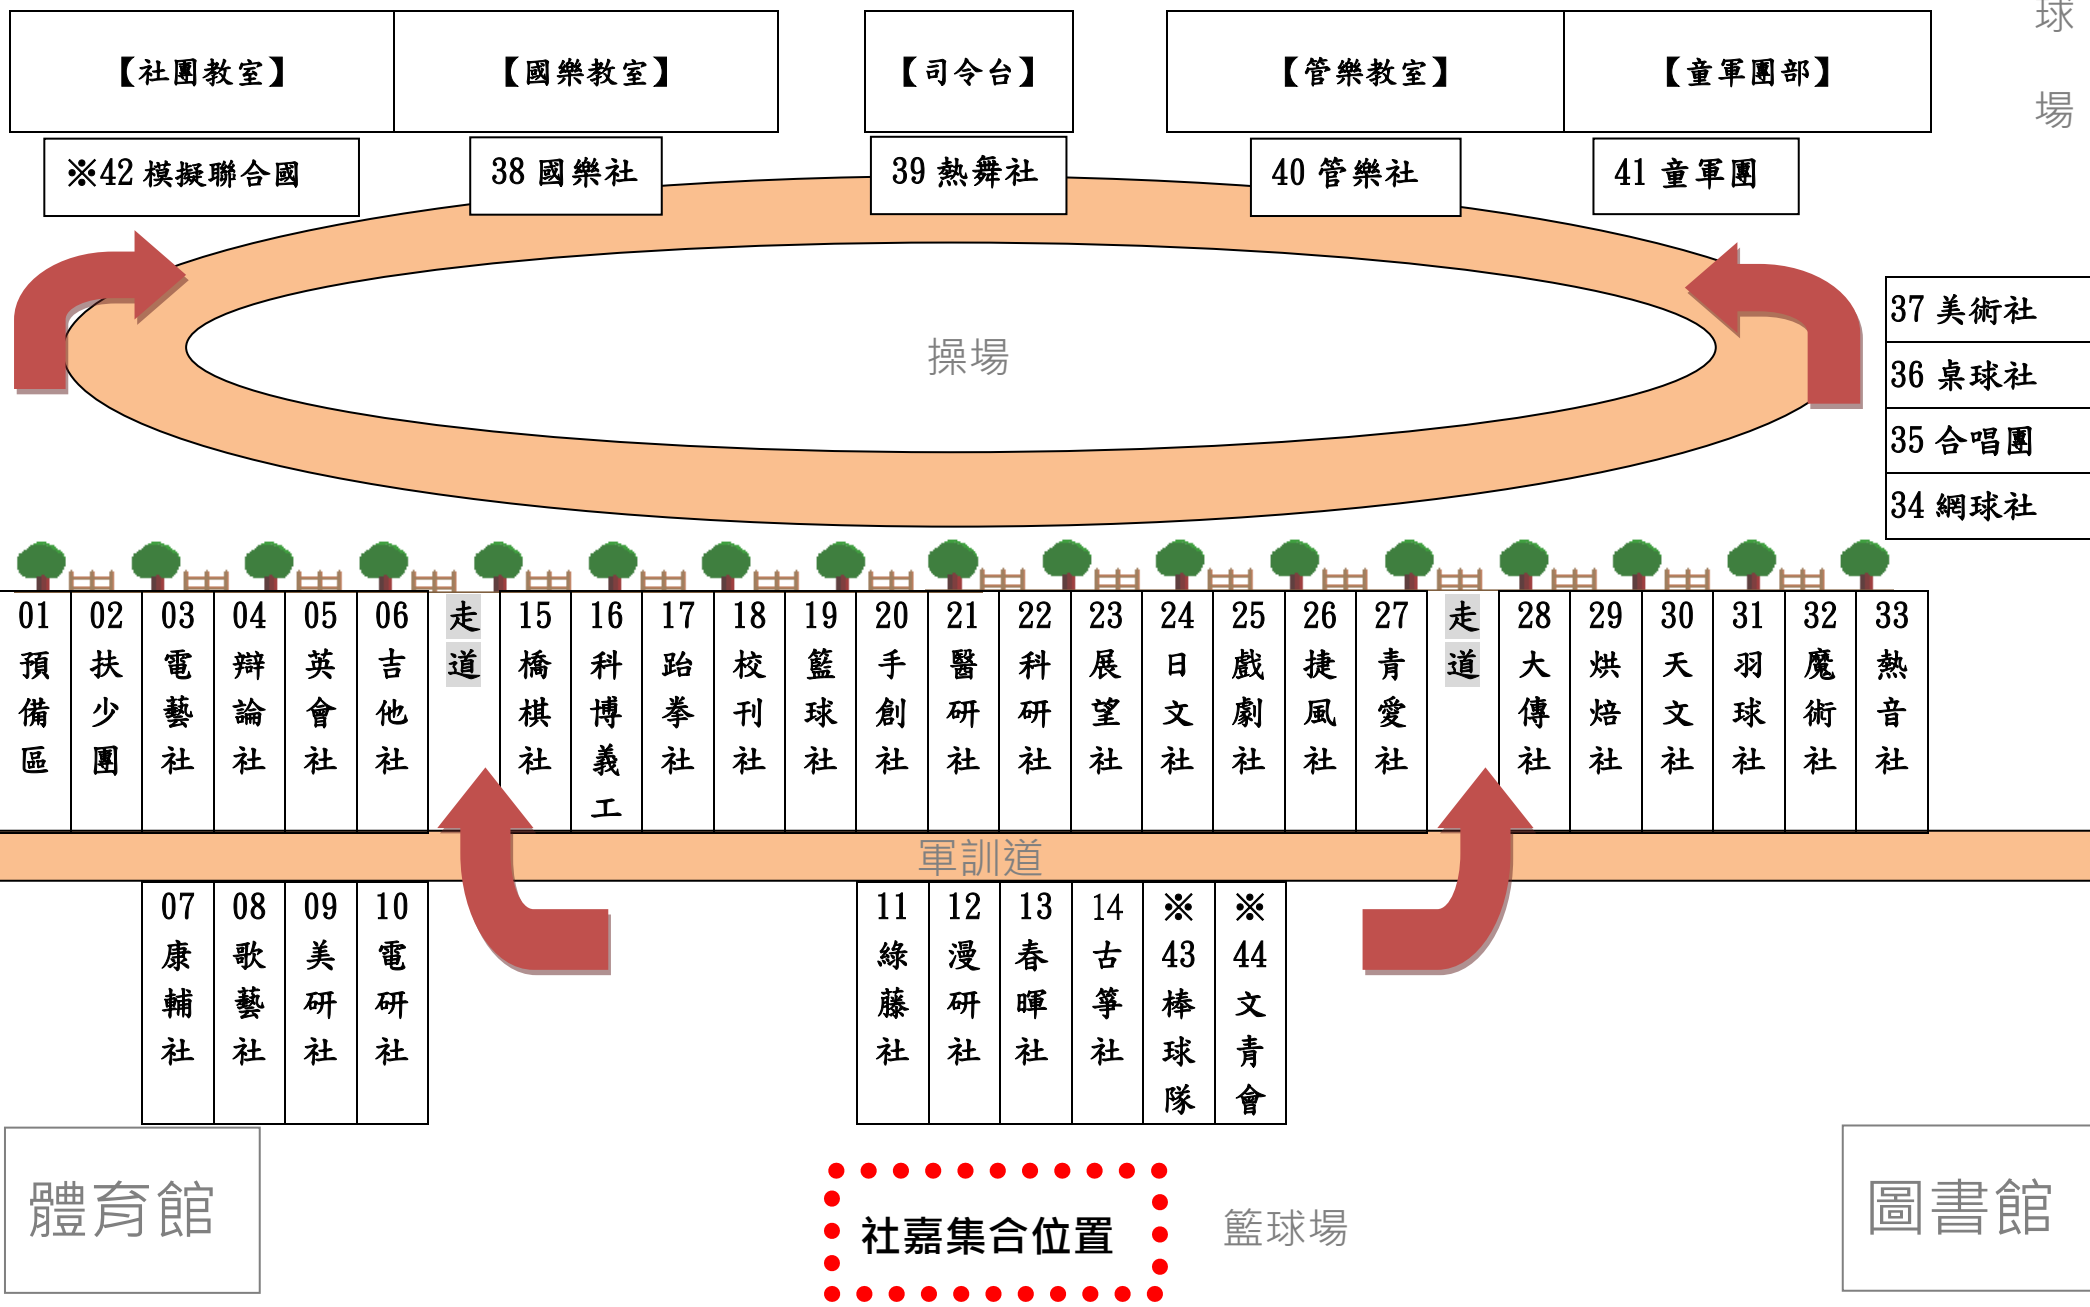 球
場
【社團教室】
【國樂教室】
【司令台】
【管樂教室】
【童軍團部】
※42 模擬聯合國
38 國樂社
39 熱舞社
40 管樂社
41 童軍團
操場
37 美術社
36 桌球社
35 合唱團
34 網球社
01 預備區
02 扶少團
03 電藝社
04 辯論社
05 英會社
06 吉他社
走道
15 橋棋社
16 科博義工
17 跆拳社
18 校刊社
19 籃球社
20 手創社
21 醫研社
22 科研社
23 展望社
24 日文社
25 戲劇社
26 捷風社
27 青愛社
走道
28 大傳社
29 烘焙社
30 天文社
31 羽球社
32 魔術社
33 熱音社
軍訓道
07 康輔社
08 歌藝社
09 美研社
10 電研社
11 綠藤社
12 漫研社
13 春暉社
14 古箏社
※43 棒球隊
※44 文青會
體育館
社嘉集合位置
籃球場
圖書館